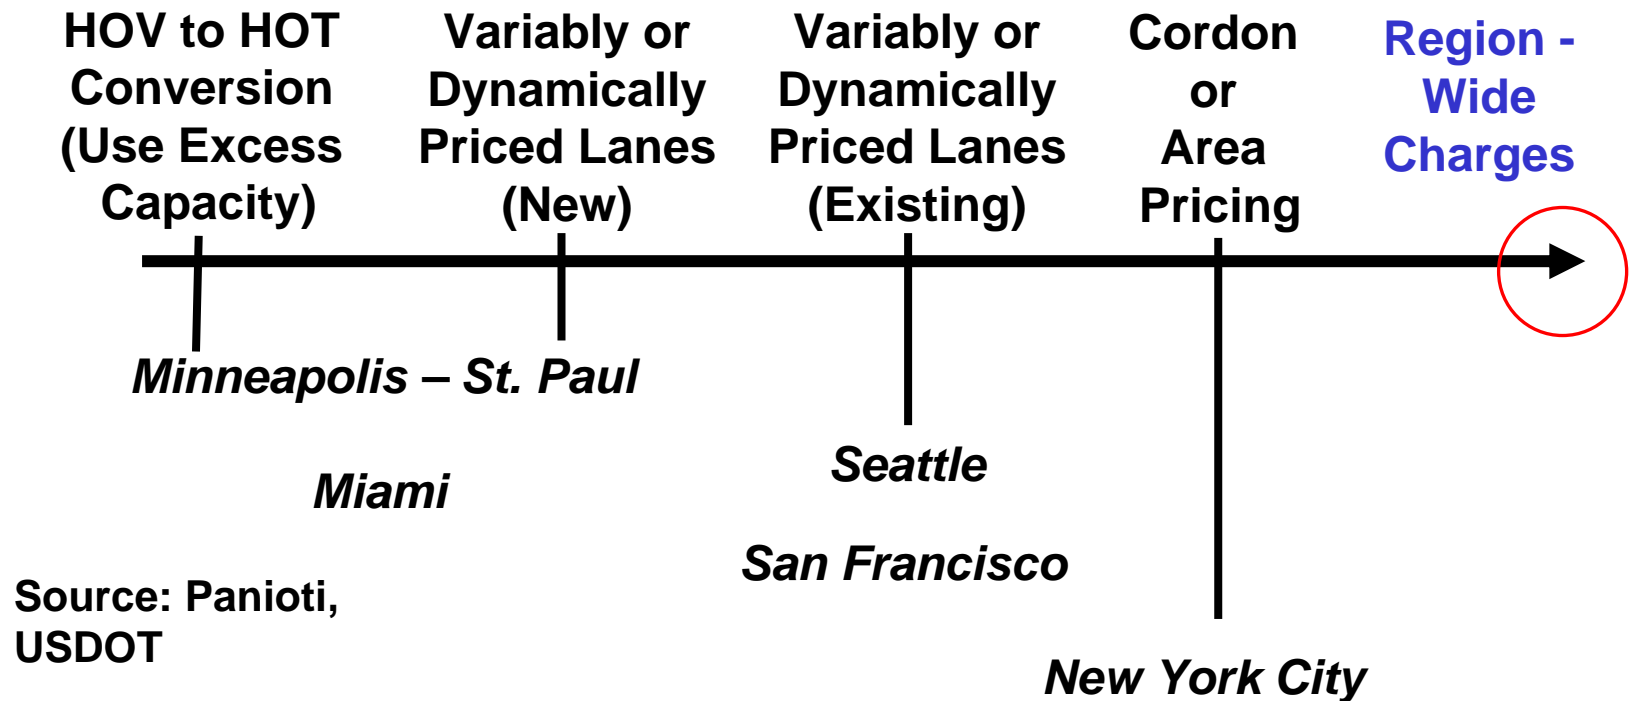 HOV to HOT
Conversion
(Use Excess
Capacity)
Variably or
Dynamically
Priced Lanes
(New)
Variably or
Dynamically
Priced Lanes
(Existing)
Cordon
or
Area
Pricing
Region -
Wide
Charges
Minneapolis – St. Paul
Miami
Seattle
San Francisco
New York City
Source: Panioti,
USDOT